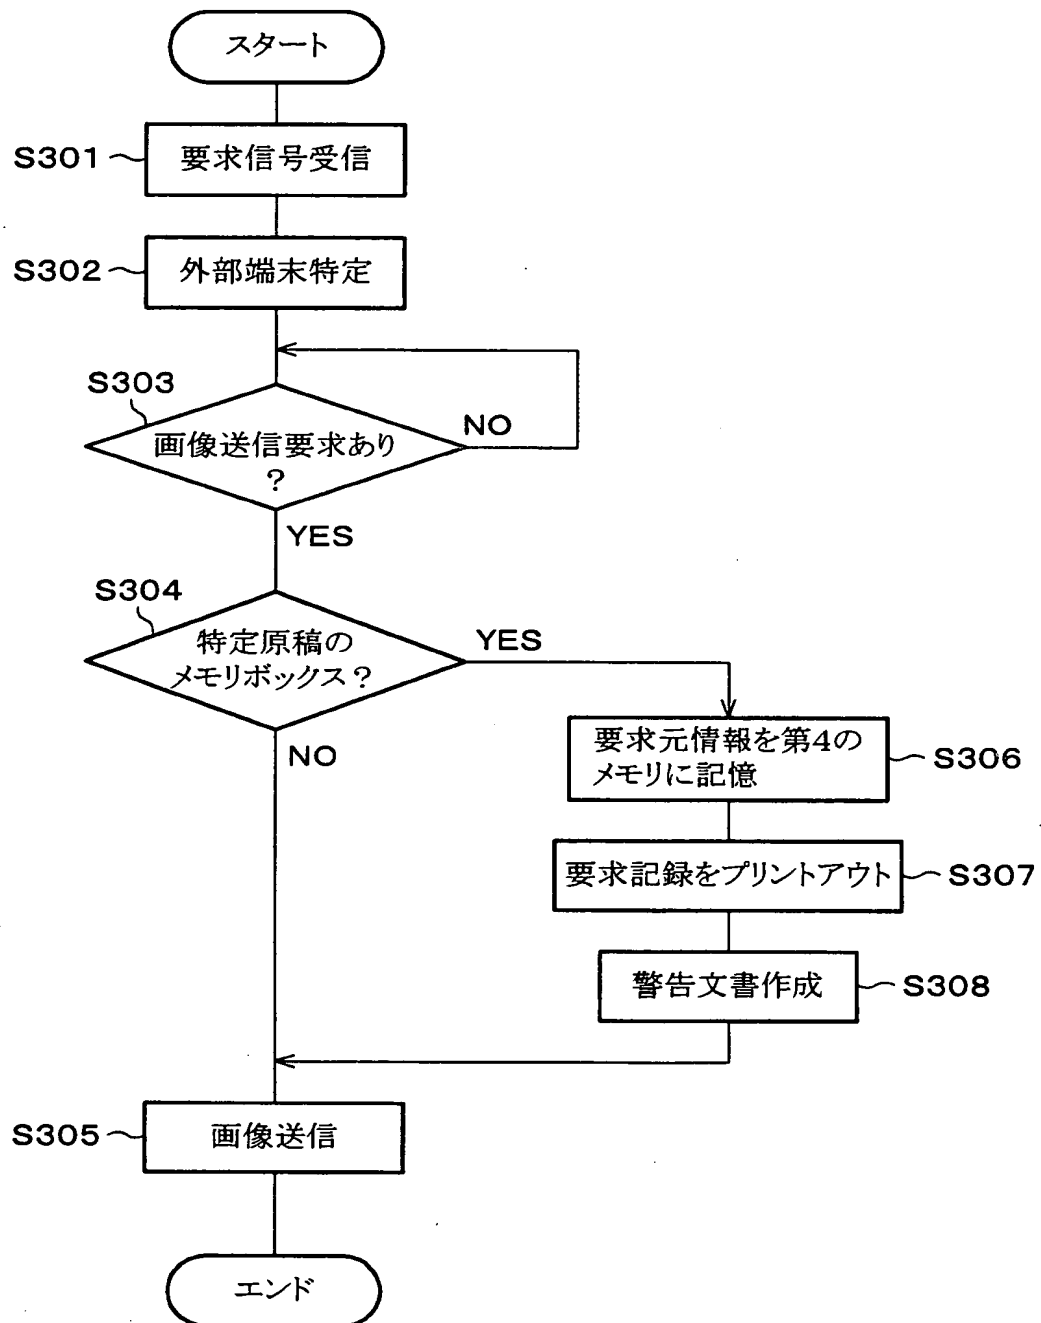 スタート
S301
要求信号受信
S302
外部端末特定
S303
画像送信要求あり
?
NO
YES
S304
特定原稿の
メモリボックス?
YES
NO
要求元情報を第4の
メモリに記憶
S306
要求記録をプリントアウト
S307
警告文書作成
S308
S305
画像送信
エンド